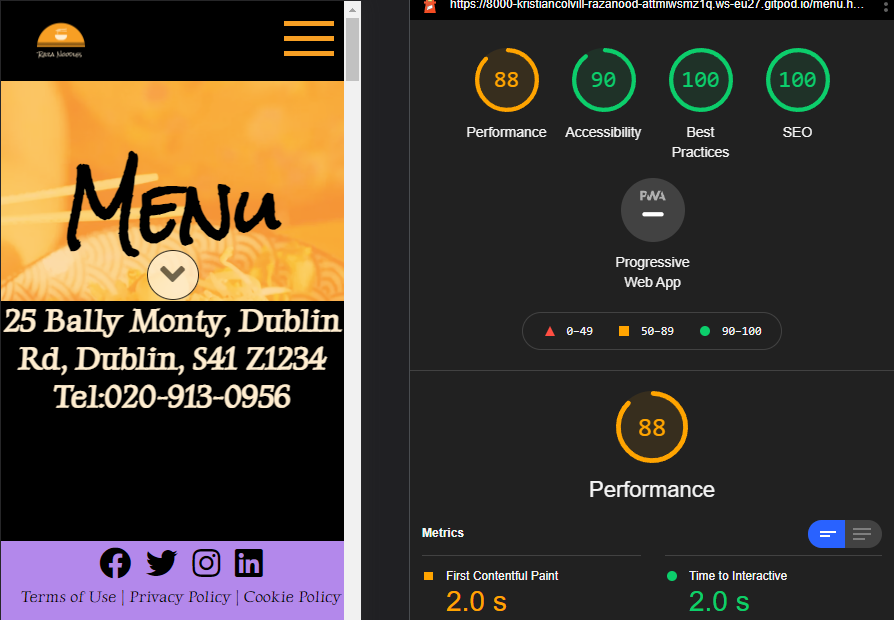 https://8000-kristiancolvill-razanood-attmiwsmz1q.ws-eu27.gitpod.io/menu.h...
Raza Noodles
Menu
25 Bally Monty, Dublin
Rd, Dublin, S41 Z1234
Tel:020-913-0956
Terms of Use | Privacy Policy | Cookie Policy
88
90
100
100
Performance
Accessibility
Best
Practices
SEO
PWA
Progressive
Web App
0–49
50–89
90–100
88
Performance
Metrics
First Contentful Paint
2.0 s
Time to Interactive
2.0 s